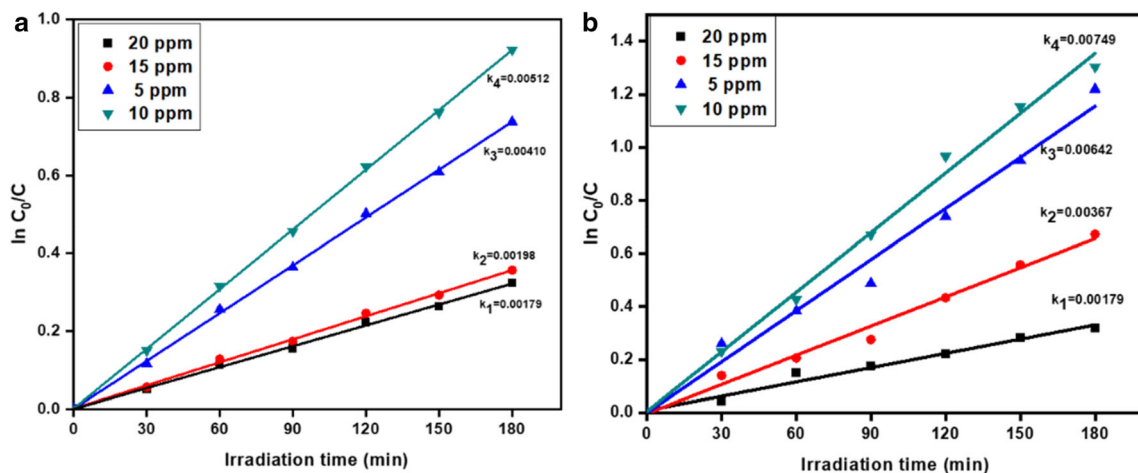 a
ln C0/C
1.0
0.8
0.6
0.4
0.2
0.0
20 ppm
15 ppm
5 ppm
10 ppm
k4=0.00512
k3=0.00410
k2=0.00198
k1=0.00179
0 30 60 90 120 150 180
Irradiation time (min)
b
ln C0/C
1.4
1.2
1.0
0.8
0.6
0.4
0.2
0.0
20 ppm
15 ppm
5 ppm
10 ppm
k4=0.00749
k3=0.00642
k2=0.00367
k1=0.00179
0 30 60 90 120 150 180
Irradiation time (min)